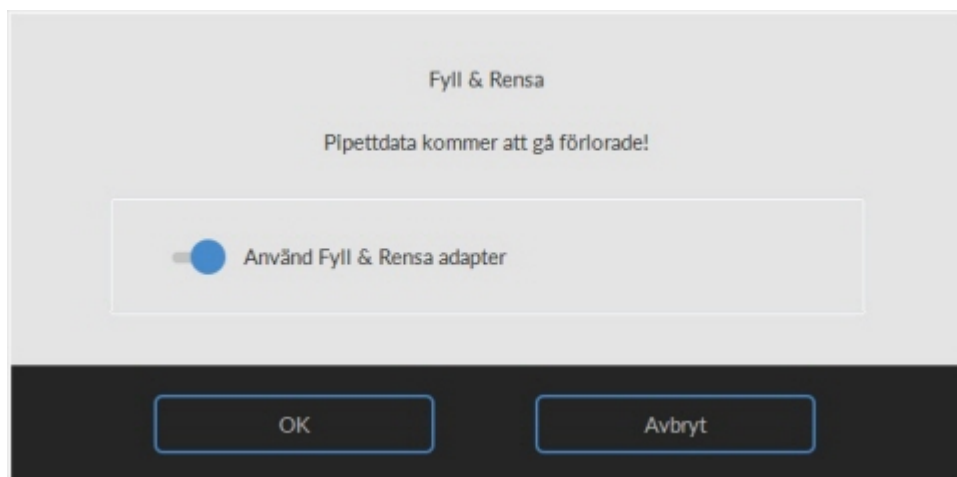 Fyll & Rensa
Pipettdata kommer att gå förlorade!
Använd Fyll & Rensa adapter
OK
Avbryt